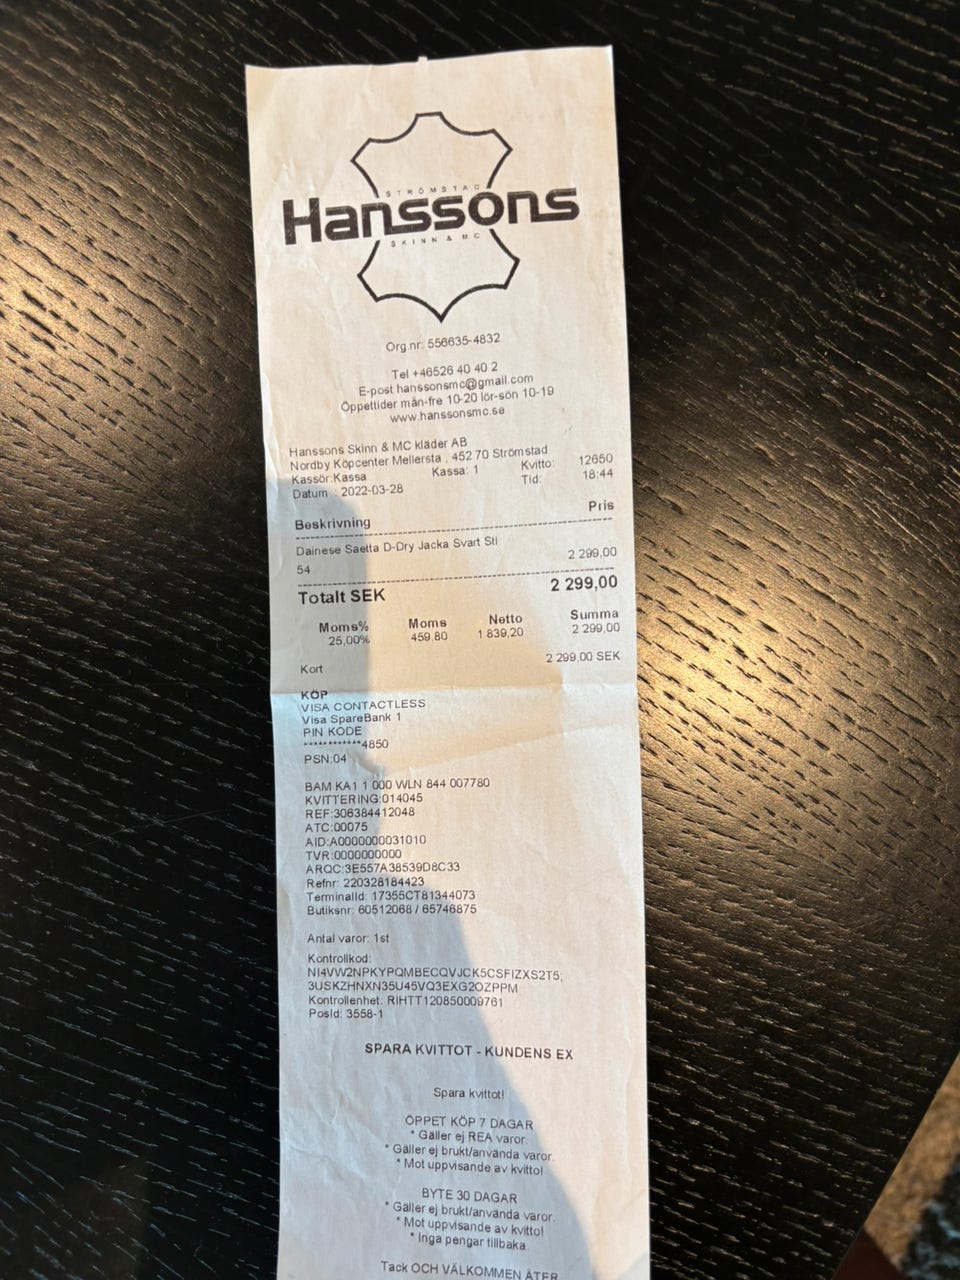 STRÖMSTAD
Hanssons
SKINN & MC
Org.nr: 556635-4832
Tel +46526 40 40 2
E-post hanssonsmc@gmail.com
Öppettider mån-fre 10-20 lör-sön 10-19
www.hanssonsmc.se
Hanssons Skinn & MC kläder AB
Nordby Köpcenter Mellersta , 452 70 Strömstad
Kassör:Kassa Kassa: 1 Kvitto: 12650
Datum : 2022-03-28 Tid: 18:44
Beskrivning Pris
Dainese Saetta D-Dry Jacka Svart Stl
54 2 299,00
Totalt SEK 2 299,00
Moms% Moms Netto Summa
25,00% 459,80 1 839,20 2 299,00
Kort 2 299,00 SEK
KÖP
VISA CONTACTLESS
Visa SpareBank 1
PIN KODE
************4850
PSN:04
BAM KA1 1 000 WLN 844 007780
KVITTERING:014045
REF:306384412048
ATC:00075
AID:A0000000031010
TVR:0000000000
ARQC:3E557A38539D8C33
Refnr: 220328184423
TerminalId: 17355CT81344073
Butiksnr: 60512068 / 65746875
Antal varor: 1st
Kontrollkod:
NI4VW2NPKYPQMBECQVJCK5CSFIZXS2T5;
3USKZHNXN35U45VQ3EXG2OZPPM
Kontrollenhet: RIHTT120850009761
PosId: 3558-1
SPARA KVITTOT - KUNDENS EX
Spara kvittot!
ÖPPET KÖP 7 DAGAR
* Gäller ej REA varor.
* Gäller ej brukt/använda varor.
* Mot uppvisande av kvitto!
BYTE 30 DAGAR
* Gäller ej brukt/använda varor.
* Mot uppvisande av kvitto!
* Inga pengar tillbaka.
Tack OCH VÄLKOMMEN ÅTER